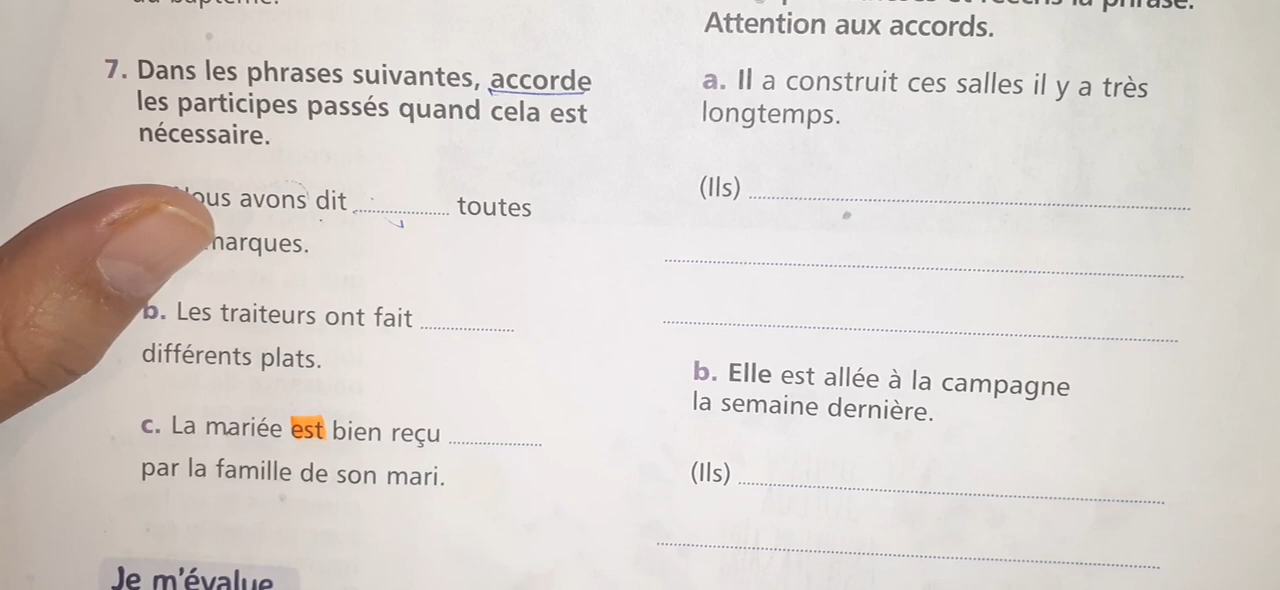 7. Dans les phrases suivantes, accorde
les participes passés quand cela est
nécessaire.
avons dit ............ toutes
b. Les traiteurs ont fait ............
différents plats.
c. La mariée est bien reçu ............
par la famille de son mari.
Je m'évalue
Attention aux accords.
a. Il a construit ces salles il y a très
longtemps.
(Ils) ............
b. Elle est allée à la campagne
la semaine dernière.
(Ils) ............